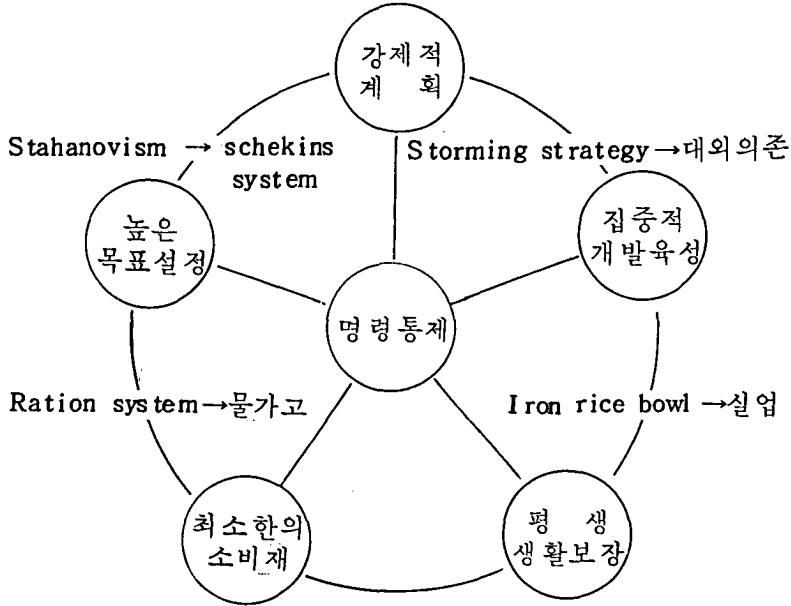 강제적
계 획
Stahanovism → schekins
system
Storming strategy→대외의존
높은
목표설정
집중적
개발육성
명령통제
Ration system→물가고
Iron rice bowl →실업
최소한의
소비재
평 생
생활보장